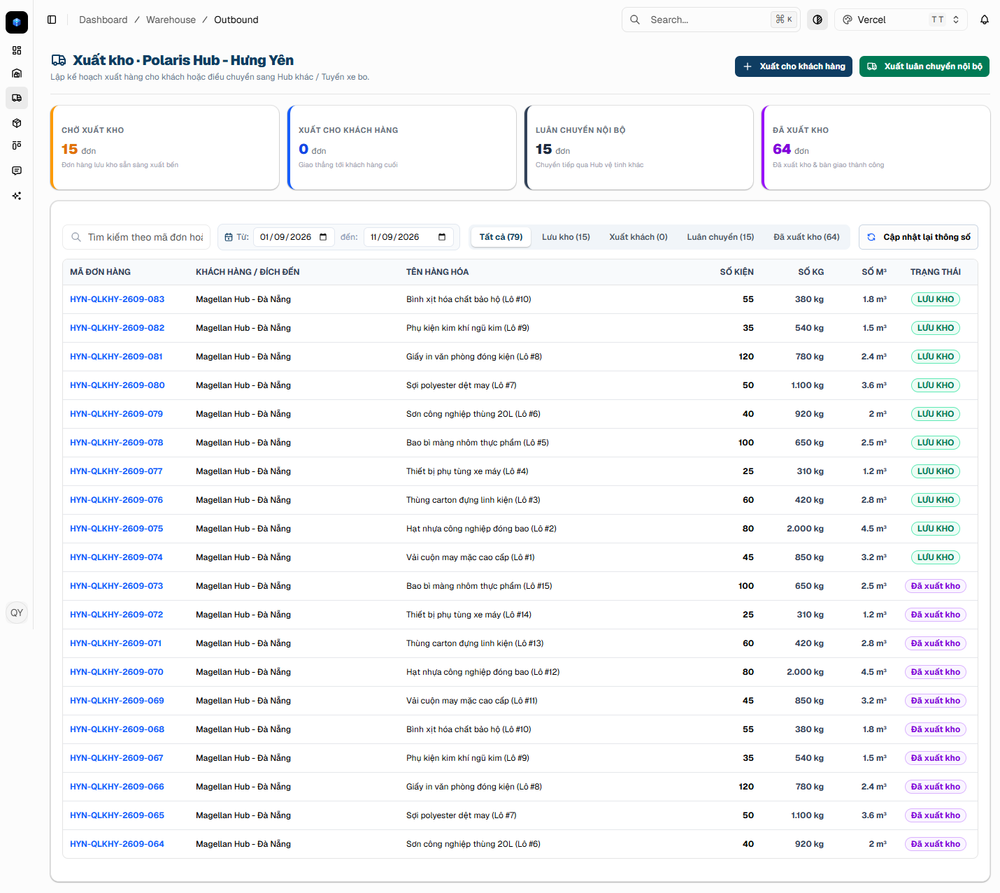 Dashboard / Warehouse / Outbound
Search... ⌘ K
Vercel TT
Xuất kho · Polaris Hub - Hưng Yên
Lập kế hoạch xuất hàng cho khách hoặc điều chuyển sang Hub khác / Tuyến xe bo.
Xuất cho khách hàng
Xuất luân chuyển nội bộ
CHỜ XUẤT KHO
15 đơn
Đơn hàng lưu kho sẵn sàng xuất bến
XUẤT CHO KHÁCH HÀNG
0 đơn
Giao thẳng tới khách hàng cuối
LUÂN CHUYỂN NỘI BỘ
15 đơn
Chuyển tiếp qua Hub vệ tinh khác
ĐÃ XUẤT KHO
64 đơn
Đã xuất kho & bàn giao thành công
Tìm kiếm theo mã đơn hoặ
Từ: 01/09/2026 đến: 11/09/2026
Tất cả (79) Lưu kho (15) Xuất khách (0) Luân chuyển (15) Đã xuất kho (64)
Cập nhật lại thông số
MÃ ĐƠN HÀNG KHÁCH HÀNG / ĐÍCH ĐẾN TÊN HÀNG HÓA SỐ KIỆN SỐ KG SỐ M³ TRẠNG THÁI
HYN-QLKHY-2609-083 Magellan Hub - Đà Nẵng Bình xịt hóa chất bảo hộ (Lô #10) 55 380 kg 1.8 m³ LƯU KHO
HYN-QLKHY-2609-082 Magellan Hub - Đà Nẵng Phụ kiện kim khí ngũ kim (Lô #9) 35 540 kg 1.5 m³ LƯU KHO
HYN-QLKHY-2609-081 Magellan Hub - Đà Nẵng Giấy in văn phòng đóng kiện (Lô #8) 120 780 kg 2.4 m³ LƯU KHO
HYN-QLKHY-2609-080 Magellan Hub - Đà Nẵng Sợi polyester dệt may (Lô #7) 50 1.100 kg 3.6 m³ LƯU KHO
HYN-QLKHY-2609-079 Magellan Hub - Đà Nẵng Sơn công nghiệp thùng 20L (Lô #6) 40 920 kg 2 m³ LƯU KHO
HYN-QLKHY-2609-078 Magellan Hub - Đà Nẵng Bao bì màng nhôm thực phẩm (Lô #5) 100 650 kg 2.5 m³ LƯU KHO
HYN-QLKHY-2609-077 Magellan Hub - Đà Nẵng Thiết bị phụ tùng xe máy (Lô #4) 25 310 kg 1.2 m³ LƯU KHO
HYN-QLKHY-2609-076 Magellan Hub - Đà Nẵng Thùng carton đựng linh kiện (Lô #3) 60 420 kg 2.8 m³ LƯU KHO
HYN-QLKHY-2609-075 Magellan Hub - Đà Nẵng Hạt nhựa công nghiệp đóng bao (Lô #2) 80 2.000 kg 4.5 m³ LƯU KHO
HYN-QLKHY-2609-074 Magellan Hub - Đà Nẵng Vải cuộn may mặc cao cấp (Lô #1) 45 850 kg 3.2 m³ LƯU KHO
HYN-QLKHY-2609-073 Magellan Hub - Đà Nẵng Bao bì màng nhôm thực phẩm (Lô #15) 100 650 kg 2.5 m³ Đã xuất kho
HYN-QLKHY-2609-072 Magellan Hub - Đà Nẵng Thiết bị phụ tùng xe máy (Lô #14) 25 310 kg 1.2 m³ Đã xuất kho
HYN-QLKHY-2609-071 Magellan Hub - Đà Nẵng Thùng carton đựng linh kiện (Lô #13) 60 420 kg 2.8 m³ Đã xuất kho
HYN-QLKHY-2609-070 Magellan Hub - Đà Nẵng Hạt nhựa công nghiệp đóng bao (Lô #12) 80 2.000 kg 4.5 m³ Đã xuất kho
HYN-QLKHY-2609-069 Magellan Hub - Đà Nẵng Vải cuộn may mặc cao cấp (Lô #11) 45 850 kg 3.2 m³ Đã xuất kho
HYN-QLKHY-2609-068 Magellan Hub - Đà Nẵng Bình xịt hóa chất bảo hộ (Lô #10) 55 380 kg 1.8 m³ Đã xuất kho
HYN-QLKHY-2609-067 Magellan Hub - Đà Nẵng Phụ kiện kim khí ngũ kim (Lô #9) 35 540 kg 1.5 m³ Đã xuất kho
HYN-QLKHY-2609-066 Magellan Hub - Đà Nẵng Giấy in văn phòng đóng kiện (Lô #8) 120 780 kg 2.4 m³ Đã xuất kho
HYN-QLKHY-2609-065 Magellan Hub - Đà Nẵng Sợi polyester dệt may (Lô #7) 50 1.100 kg 3.6 m³ Đã xuất kho
HYN-QLKHY-2609-064 Magellan Hub - Đà Nẵng Sơn công nghiệp thùng 20L (Lô #6) 40 920 kg 2 m³ Đã xuất kho
QY